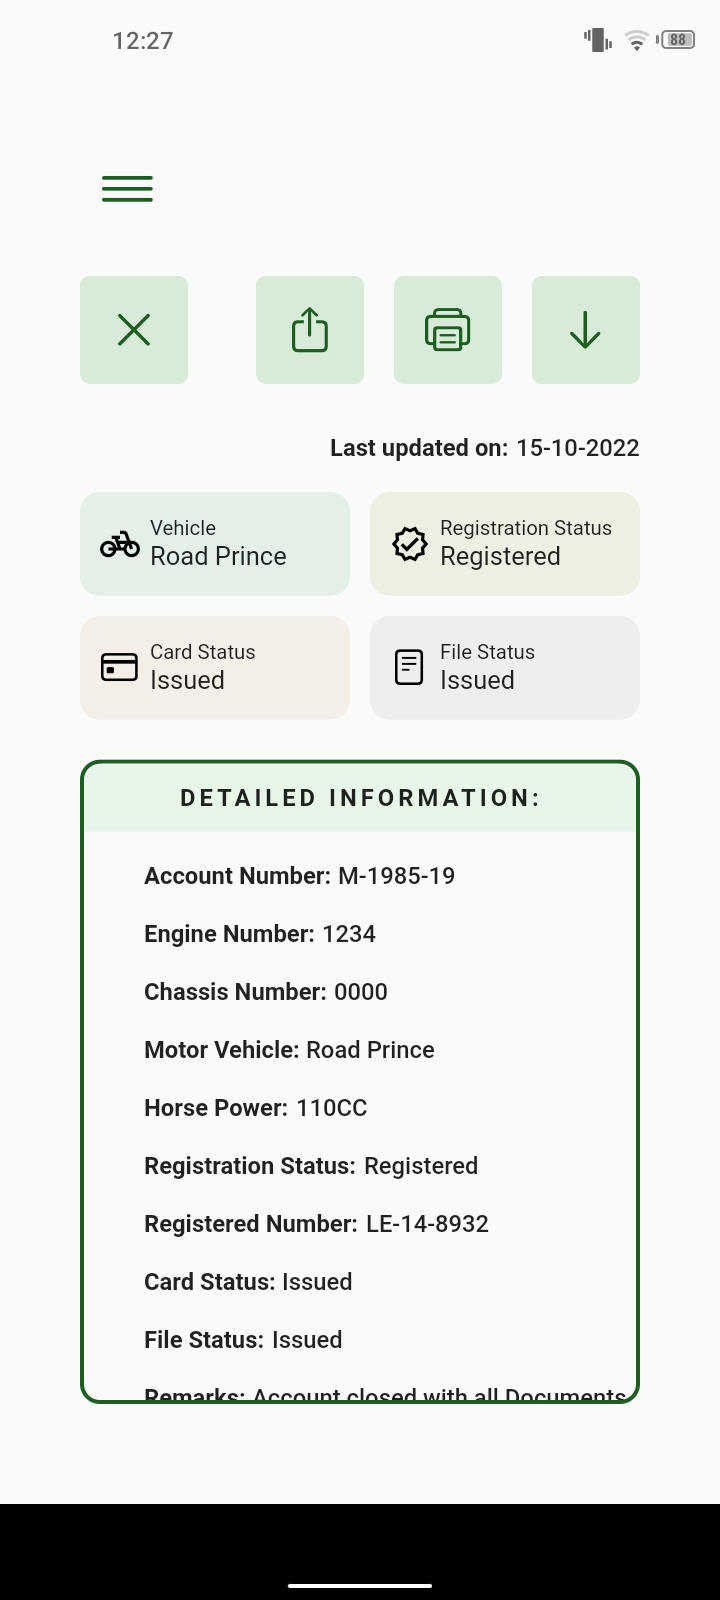 12:27
88
Last updated on: 15-10-2022
Vehicle
Road Prince
Registration Status
Registered
Card Status
Issued
File Status
Issued
DETAILED INFORMATION:
Account Number: M-1985-19
Engine Number: 1234
Chassis Number: 0000
Motor Vehicle: Road Prince
Horse Power: 110CC
Registration Status: Registered
Registered Number: LE-14-8932
Card Status: Issued
File Status: Issued
Remarks: Account closed with all Documents